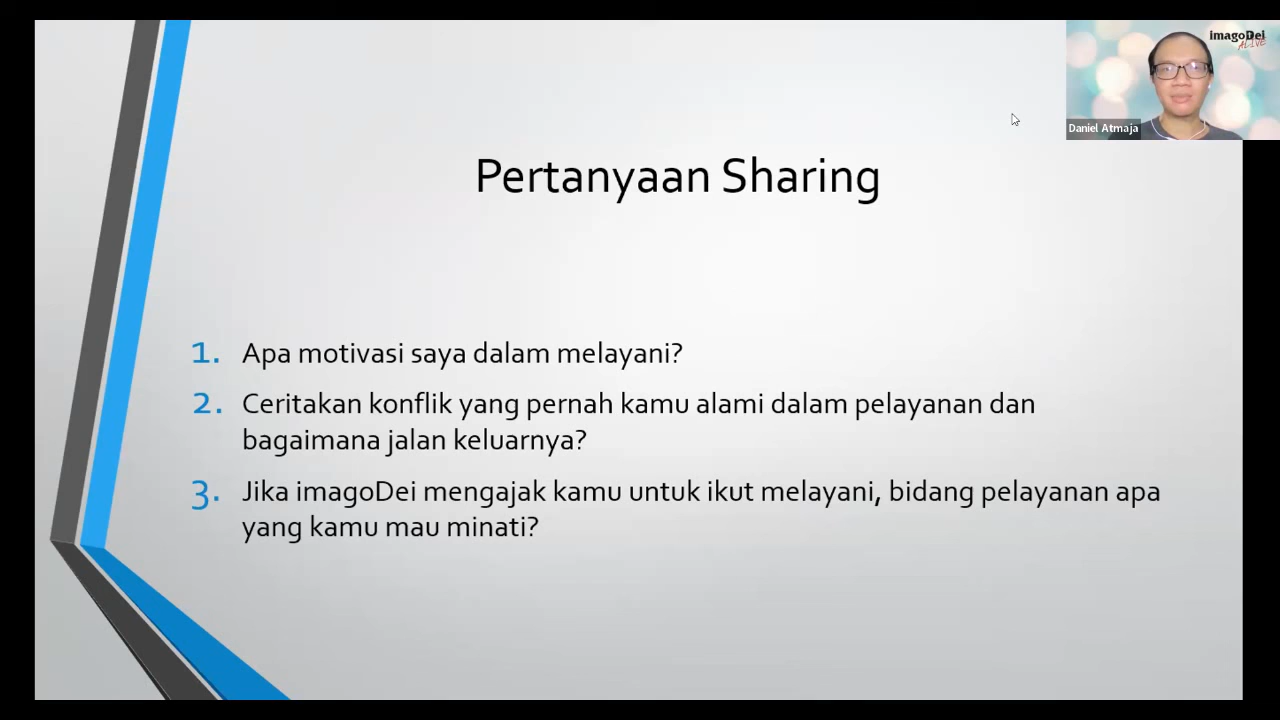 imagoDei
ALIVE
Daniel Atmaja
Pertanyaan Sharing
1. Apa motivasi saya dalam melayani?
2. Ceritakan konflik yang pernah kamu alami dalam pelayanan dan
bagaimana jalan keluarnya?
3. Jika imagoDei mengajak kamu untuk ikut melayani, bidang pelayanan apa
yang kamu mau minati?